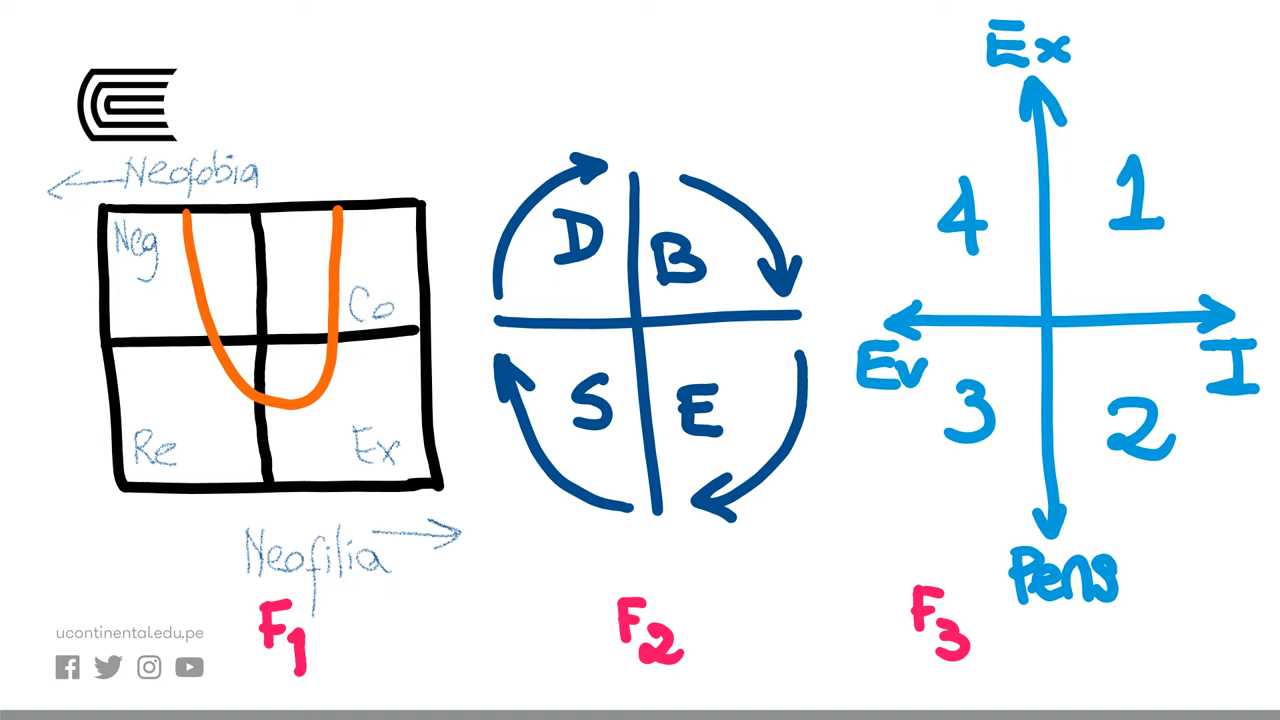 Neofobia
Neg
Co
Re
Ex
Neofilia
F1
D
B
S
E
F2
Ex
4
1
Ev
I
3
2
Pens
F3
ucontinental.edu.pe